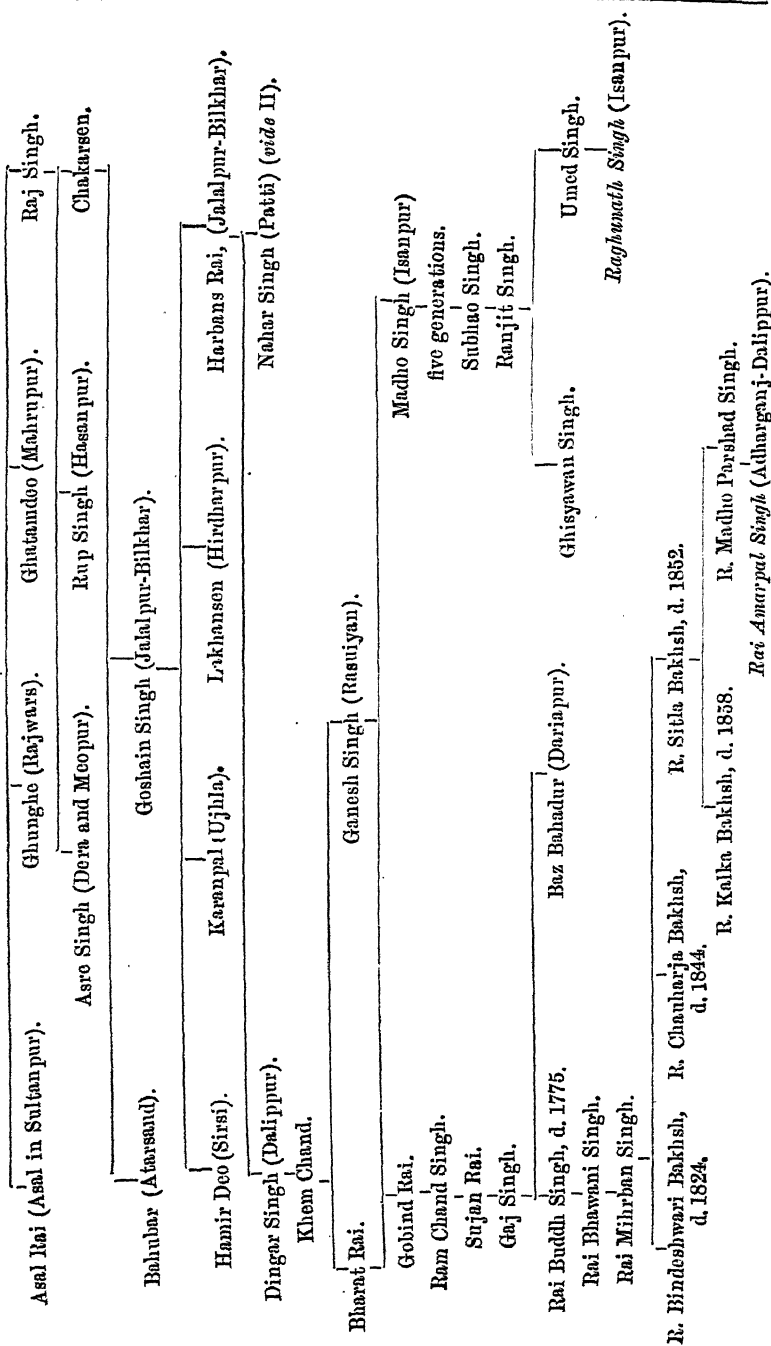 Asal Rai (Asal in Sultanpur). Ghunghe (Rajwars). Ghatamdeo (Mahrupur). Raj Singh.
Asre Singh (Dera and Meopur). Rup Singh (Hasanpur). Chakarsen.
Bahubar (Atarsand). Goshain Singh (Jalalpur-Bilkhar).
Hamir Deo (Sirsi). Karanpal (Ujhla). Lakhansen (Hirdharpur). Harbans Rai, (Jalalpur-Bilkhar).
Dingar Singh (Dalippur). Nahar Singh (Patti) (vide II).
Khem Chand.
Bharat Rai. Ganesh Singh (Rasuiyan).
Gobind Rai. Madho Singh (Isanpur)
Ram Chand Singh. five generations.
Sujan Rai. Subhao Singh.
Gaj Singh. Ranjit Singh.
Rai Buddh Singh, d. 1775. Baz Bahadur (Dariapur). Ghisyawan Singh. Umed Singh.
Rai Bhawani Singh. Raghunath Singh (Isanpur).
Rai Mihrban Singh.
R. Bindeshwari Bakhsh, R. Chauharja Bakhsh, R. Sitla Bakhsh, d. 1852.
d. 1824. d. 1844.
R. Kalka Bakhsh, d. 1858. R. Madho Parshad Singh.
Rai Amarpal Singh (Adharganj-Dalippur).